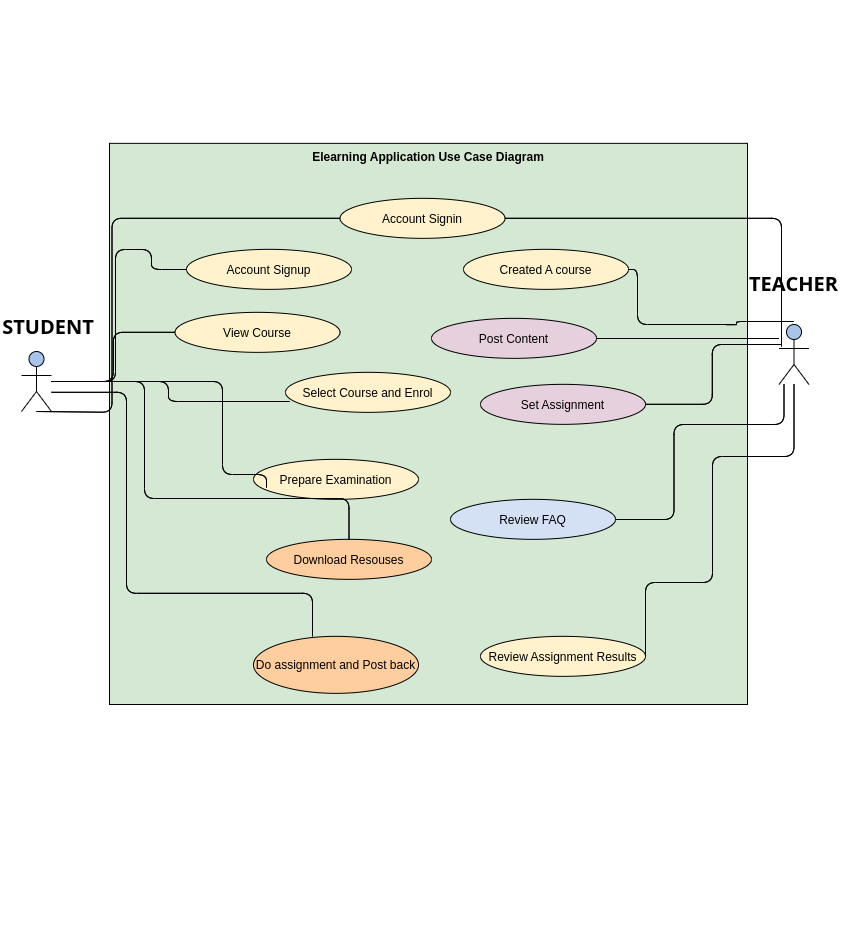 Elearning Application Use Case Diagram
Account Signin
Account Signup
Created A course
TEACHER
STUDENT
View Course
Post Content
Select Course and Enrol
Set Assignment
Prepare Examination
Review FAQ
Download Resouses
Do assignment and Post back
Review Assignment Results